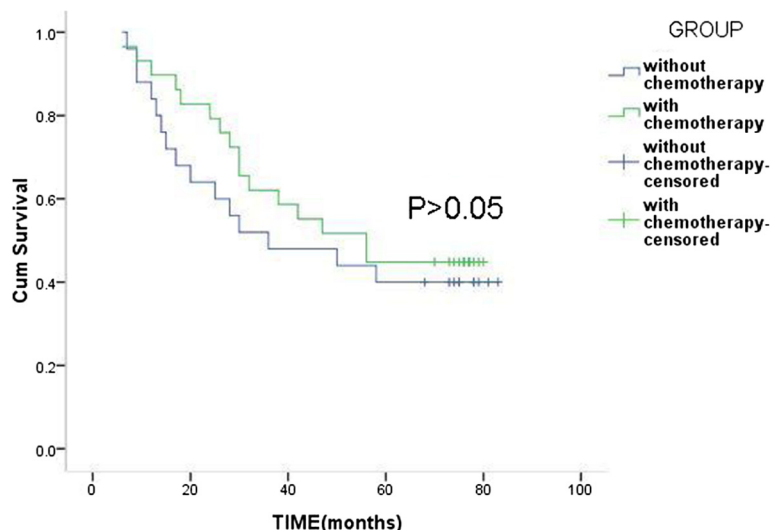 GROUP
without
chemotherapy
with
chemotherapy
without
chemotherapy-
censored
with
chemotherapy-
censored
P>0.05
Cum Survival
1.0
0.8
0.6
0.4
0.2
0.0
0 20 40 60 80 100
TIME(months)